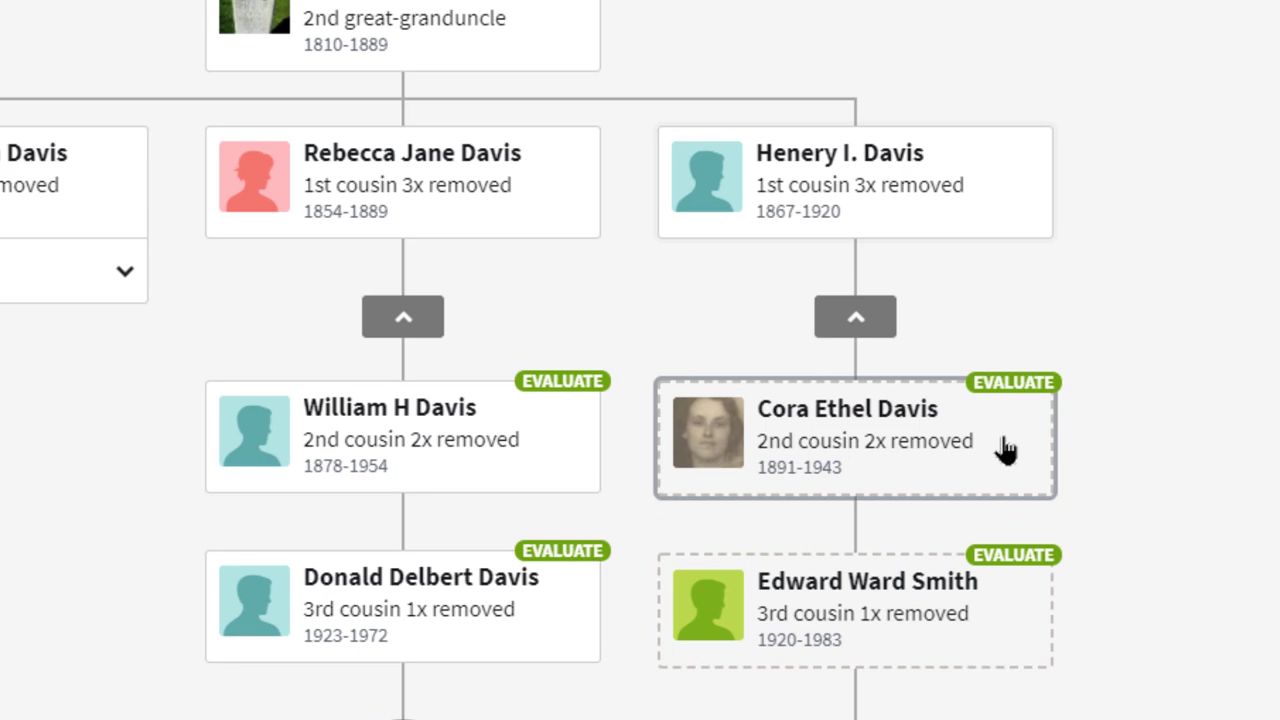 2nd great-granduncle
1810-1889
Davis
moved
Rebecca Jane Davis
1st cousin 3x removed
1854-1889
Henery I. Davis
1st cousin 3x removed
1867-1920
EVALUATE
William H Davis
2nd cousin 2x removed
1878-1954
EVALUATE
Cora Ethel Davis
2nd cousin 2x removed
1891-1943
EVALUATE
Donald Delbert Davis
3rd cousin 1x removed
1923-1972
EVALUATE
Edward Ward Smith
3rd cousin 1x removed
1920-1983